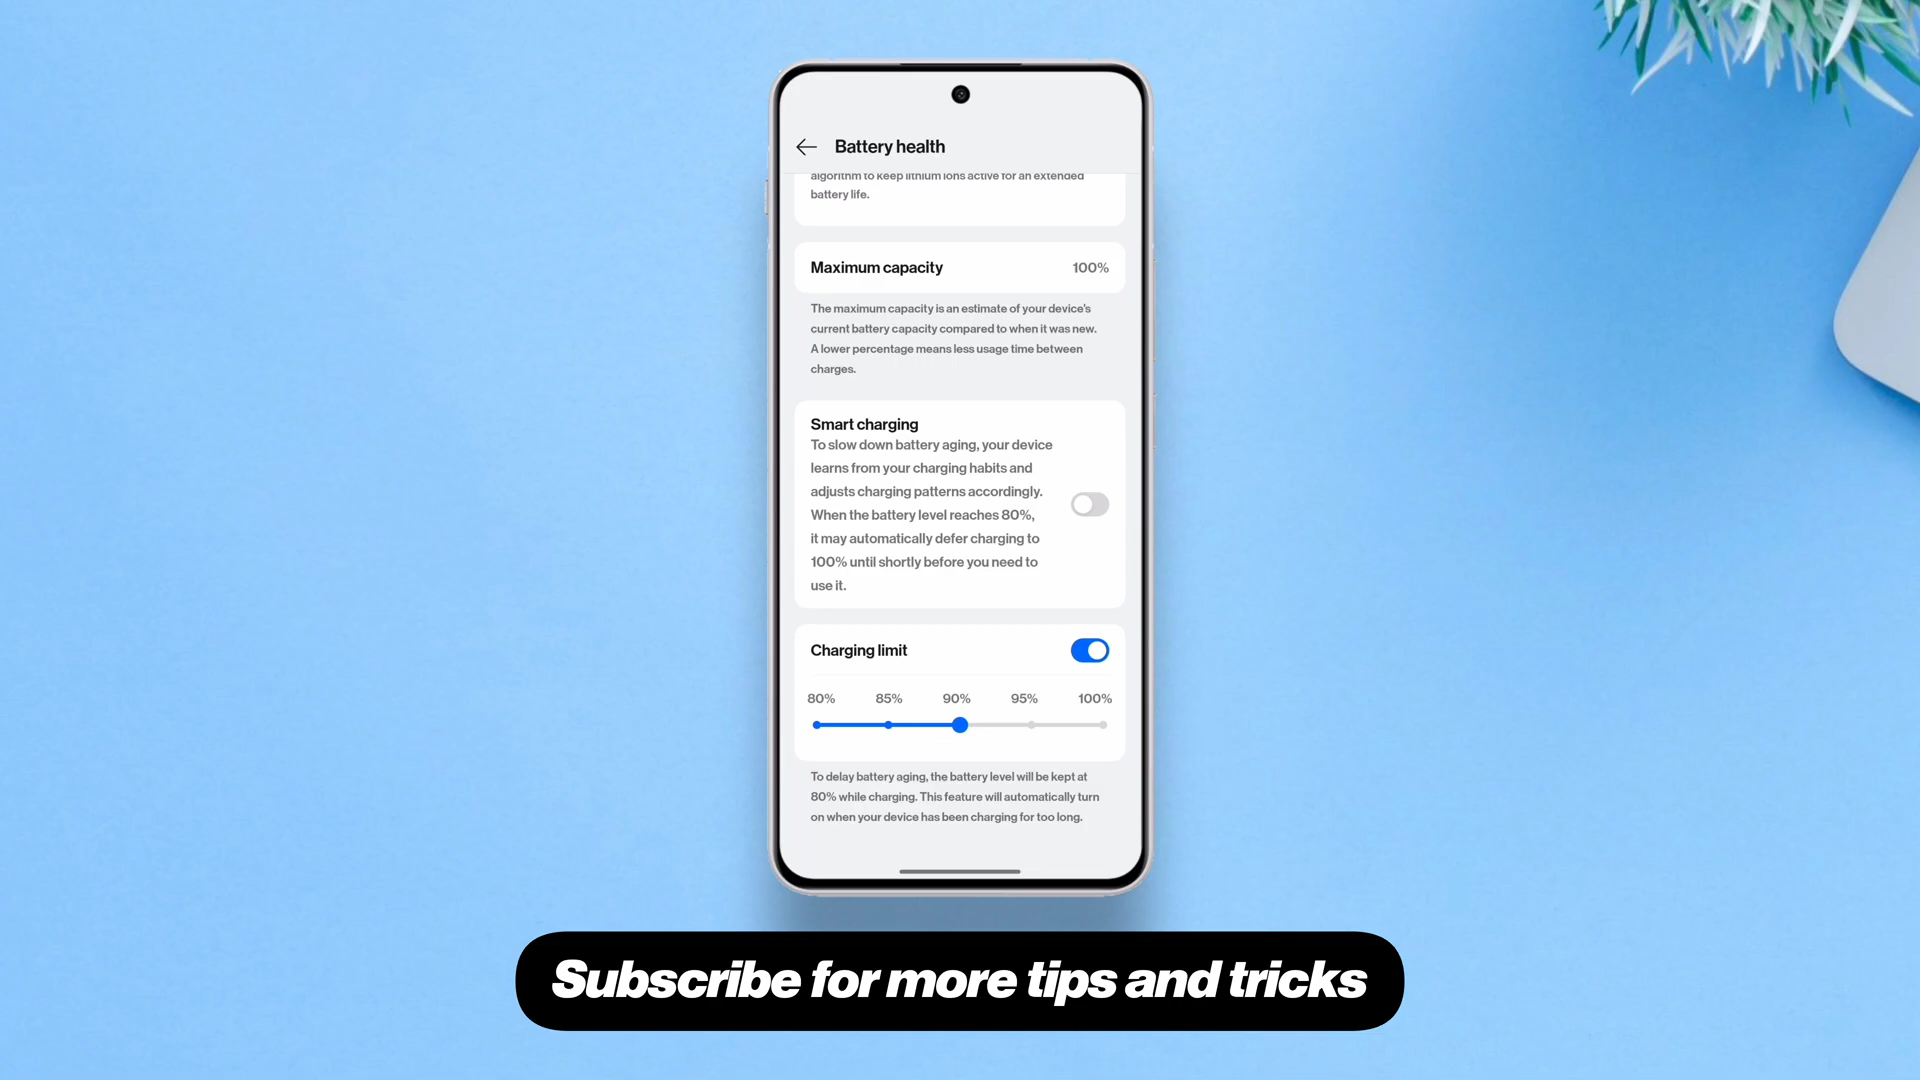 Battery health
algorithm to keep lithium ions active for an extended
battery life.
Maximum capacity 100%
The maximum capacity is an estimate of your device's
current battery capacity compared to when it was new.
A lower percentage means less usage time between
charges.
Smart charging
To slow down battery aging, your device
learns from your charging habits and
adjusts charging patterns accordingly.
When the battery level reaches 80%,
it may automatically defer charging to
100% until shortly before you need to
use it.
Charging limit
80% 85% 90% 95% 100%
To delay battery aging, the battery level will be kept at
80% while charging. This feature will automatically turn
on when your device has been charging for too long.
Subscribe for more tips and tricks